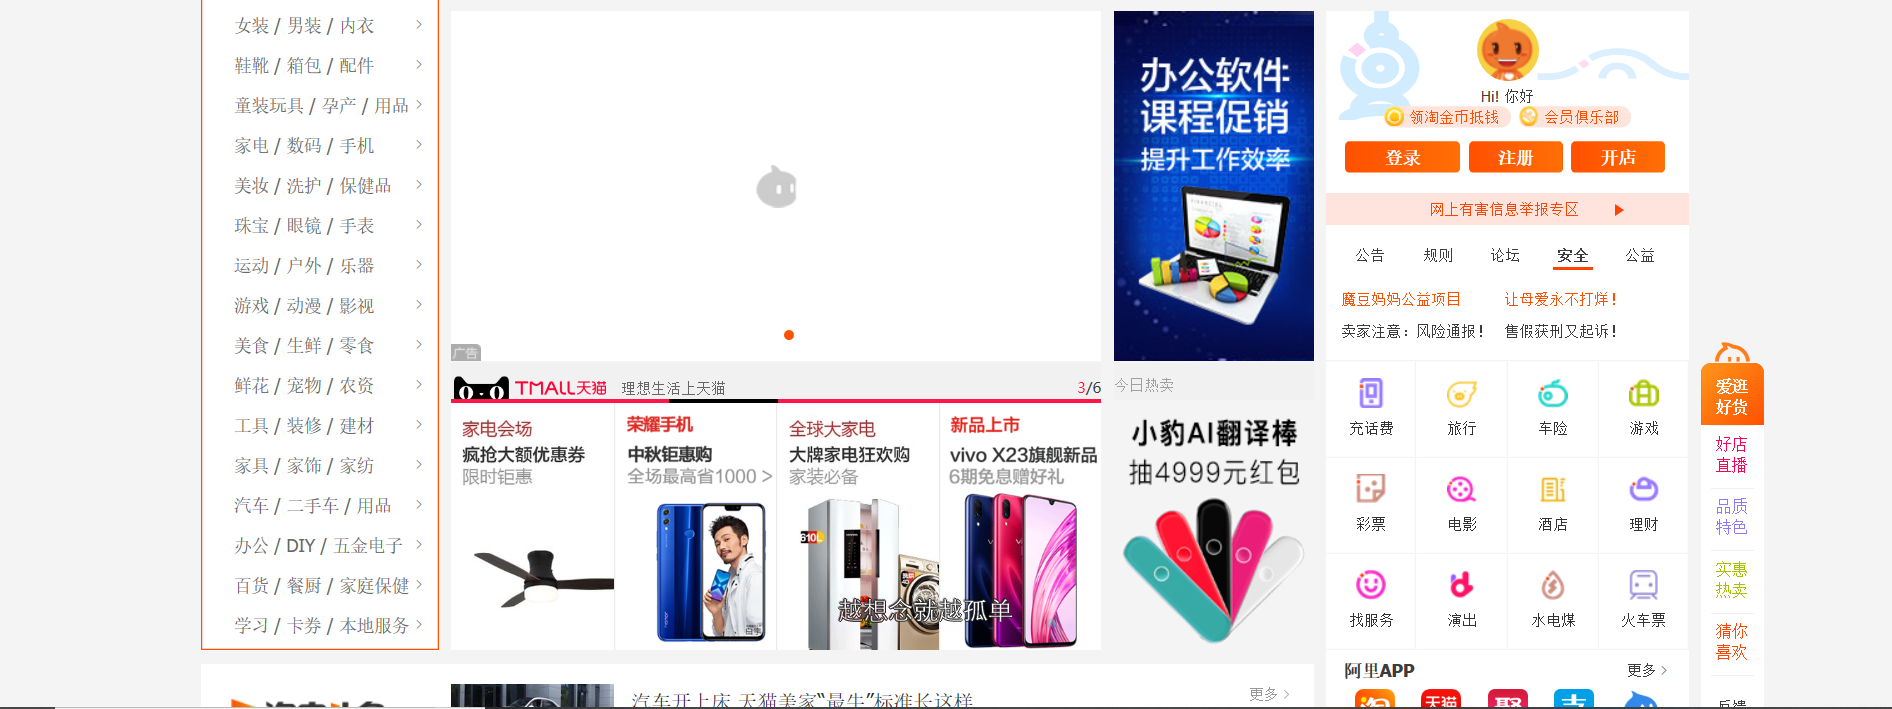 女装 / 男装 / 内衣
鞋靴 / 箱包 / 配件
童装玩具 / 孕产 / 用品
家电 / 数码 / 手机
美妆 / 洗护 / 保健品
珠宝 / 眼镜 / 手表
运动 / 户外 / 乐器
游戏 / 动漫 / 影视
美食 / 生鲜 / 零食
鲜花 / 宠物 / 农资
工具 / 装修 / 建材
家具 / 家饰 / 家纺
汽车 / 二手车 / 用品
办公 / DIY / 五金电子
百货 / 餐厨 / 家庭保健
学习 / 卡券 / 本地服务
广告
TMALL天猫 理想生活上天猫 3/6
家电会场
疯抢大额优惠券
限时钜惠
荣耀手机
中秋钜惠购
全场最高省1000 >
honor
全球大家电
大牌家电狂欢购
家装必备
610L
新品上市
vivo X23旗舰新品
6期免息赠好礼
越想念就越孤单
办公软件
课程促销
提升工作效率
今日热卖
小豹AI翻译棒
抽4999元红包
Hi! 你好
领淘金币抵钱 会员俱乐部
登录 注册 开店
网上有害信息举报专区
公告 规则 论坛 安全 公益
魔豆妈妈公益项目 让母爱永不打烊!
卖家注意：风险通报! 售假获刑又起诉!
充话费 旅行 车险 游戏
彩票 电影 酒店 理财
找服务 演出 水电煤 火车票
阿里APP 更多
淘 天猫 聚 支
爱逛
好货
好店
直播
品质
特色
实惠
热卖
猜你
喜欢
反馈
淘宝头条
汽车开上床 天猫美家“最牛”标准长这样
更多